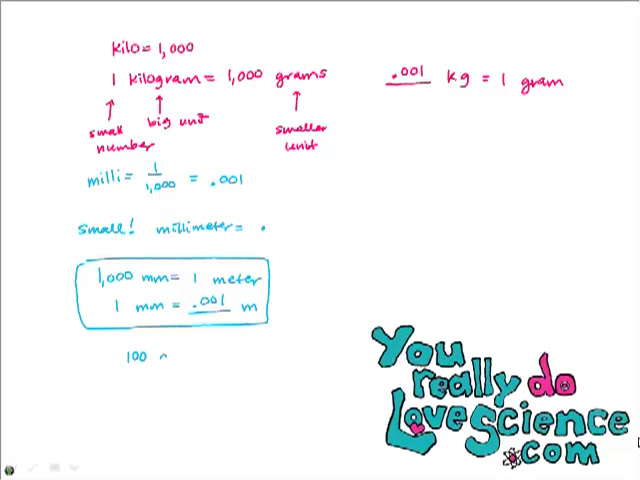 kilo = 1,000
1 kilogram = 1,000 grams
small number
big unit
smaller unit
.001 kg = 1 gram
milli = 1/1,000 = .001
small! millimeter = .
1,000 mm = 1 meter
1 mm = .001 m
100
You
really do
Love Science
.com